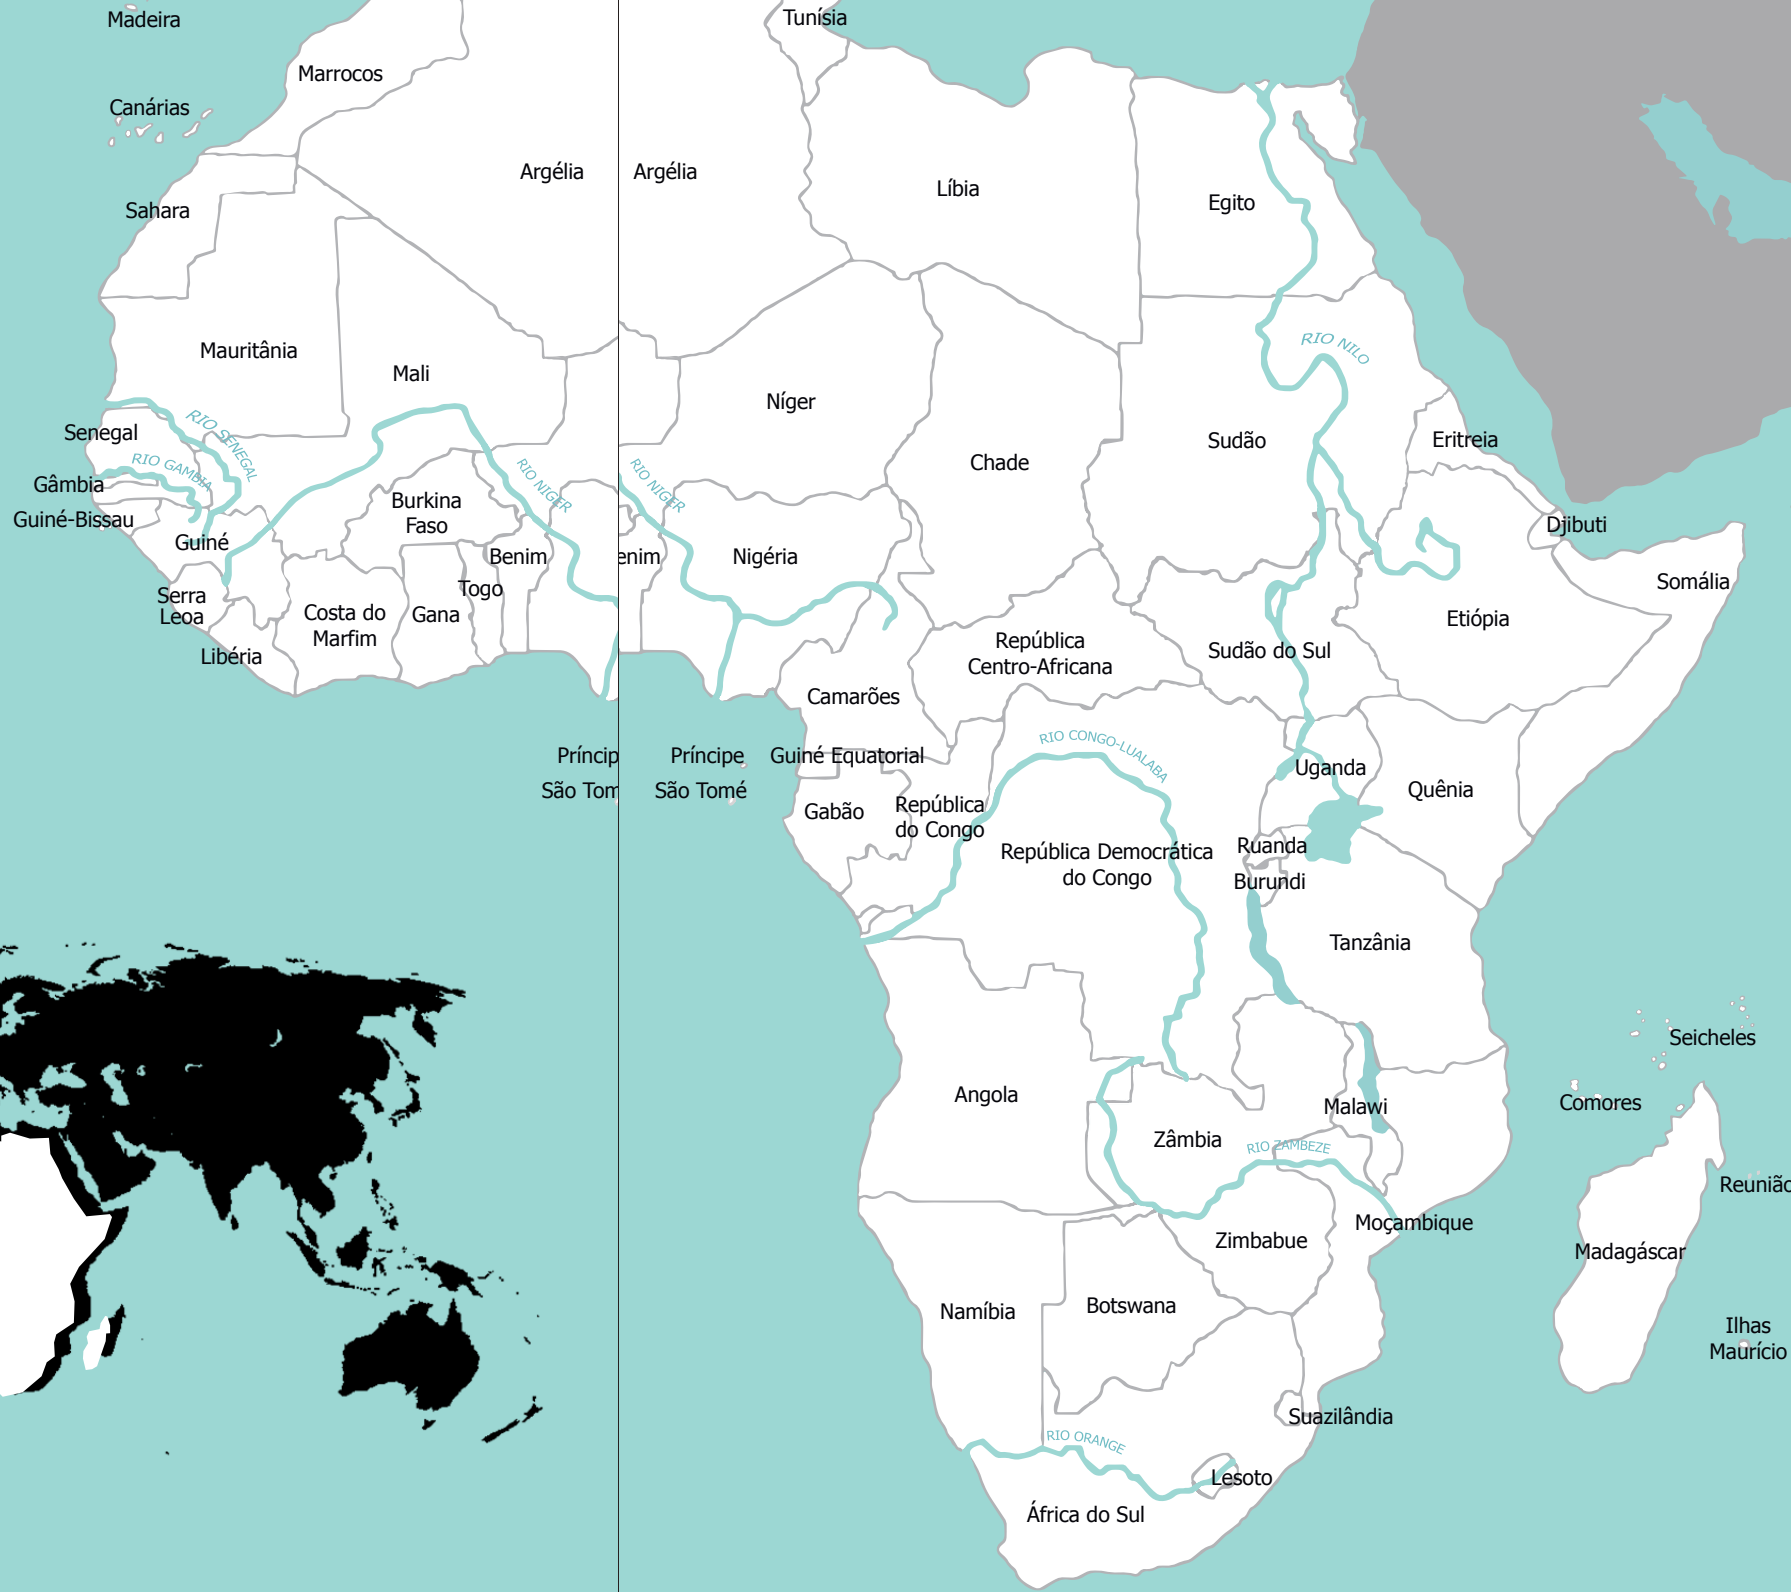 Madeira
Marrocos
Canárias
Argélia
Sahara
Mauritânia
Mali
RIO SENEGAL
Senegal
RIO GAMBIA
Gâmbia
Guiné-Bissau
Guiné
Burkina
Faso
RIO NIGER
Benim
Togo
Serra
Leoa
Costa do
Marfim
Gana
Libéria
Príncip
São Tom
Tunísia
Argélia
Líbia
Egito
RIO NILO
Níger
Chade
Sudão
Eritreia
RIO NIGER
enim
Nigéria
Djibuti
Somália
Etiópia
República
Centro-Africana
Sudão do Sul
Camarões
RIO CONGO-LUALABA
Príncipe
Guiné Equatorial
São Tomé
Uganda
Quênia
Gabão
República
do Congo
República Democrática
do Congo
Ruanda
Burundi
Tanzânia
Seicheles
Angola
Malawi
Comores
Zâmbia
RIO ZAMBEZE
Reunião
Moçambique
Zimbabue
Madagáscar
Namíbia
Botswana
Ilhas
Maurício
Suazilândia
RIO ORANGE
Lesoto
África do Sul